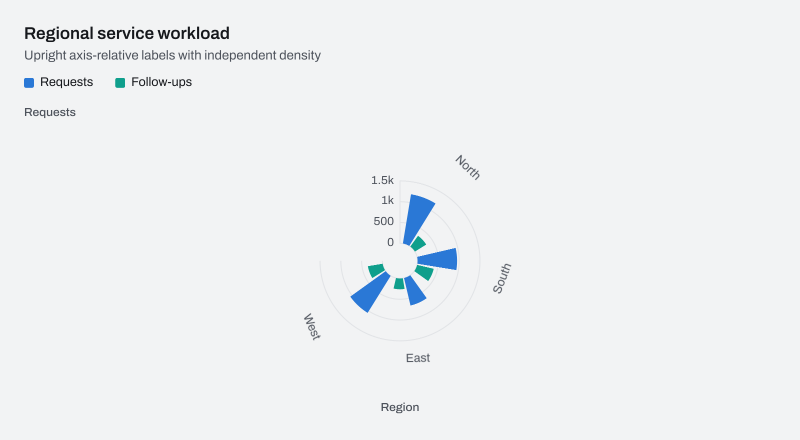 Regional service workload
Upright axis-relative labels with independent density
Requests
Follow-ups
Requests
North
1.5k
1k
500
0
South
West
East
Region